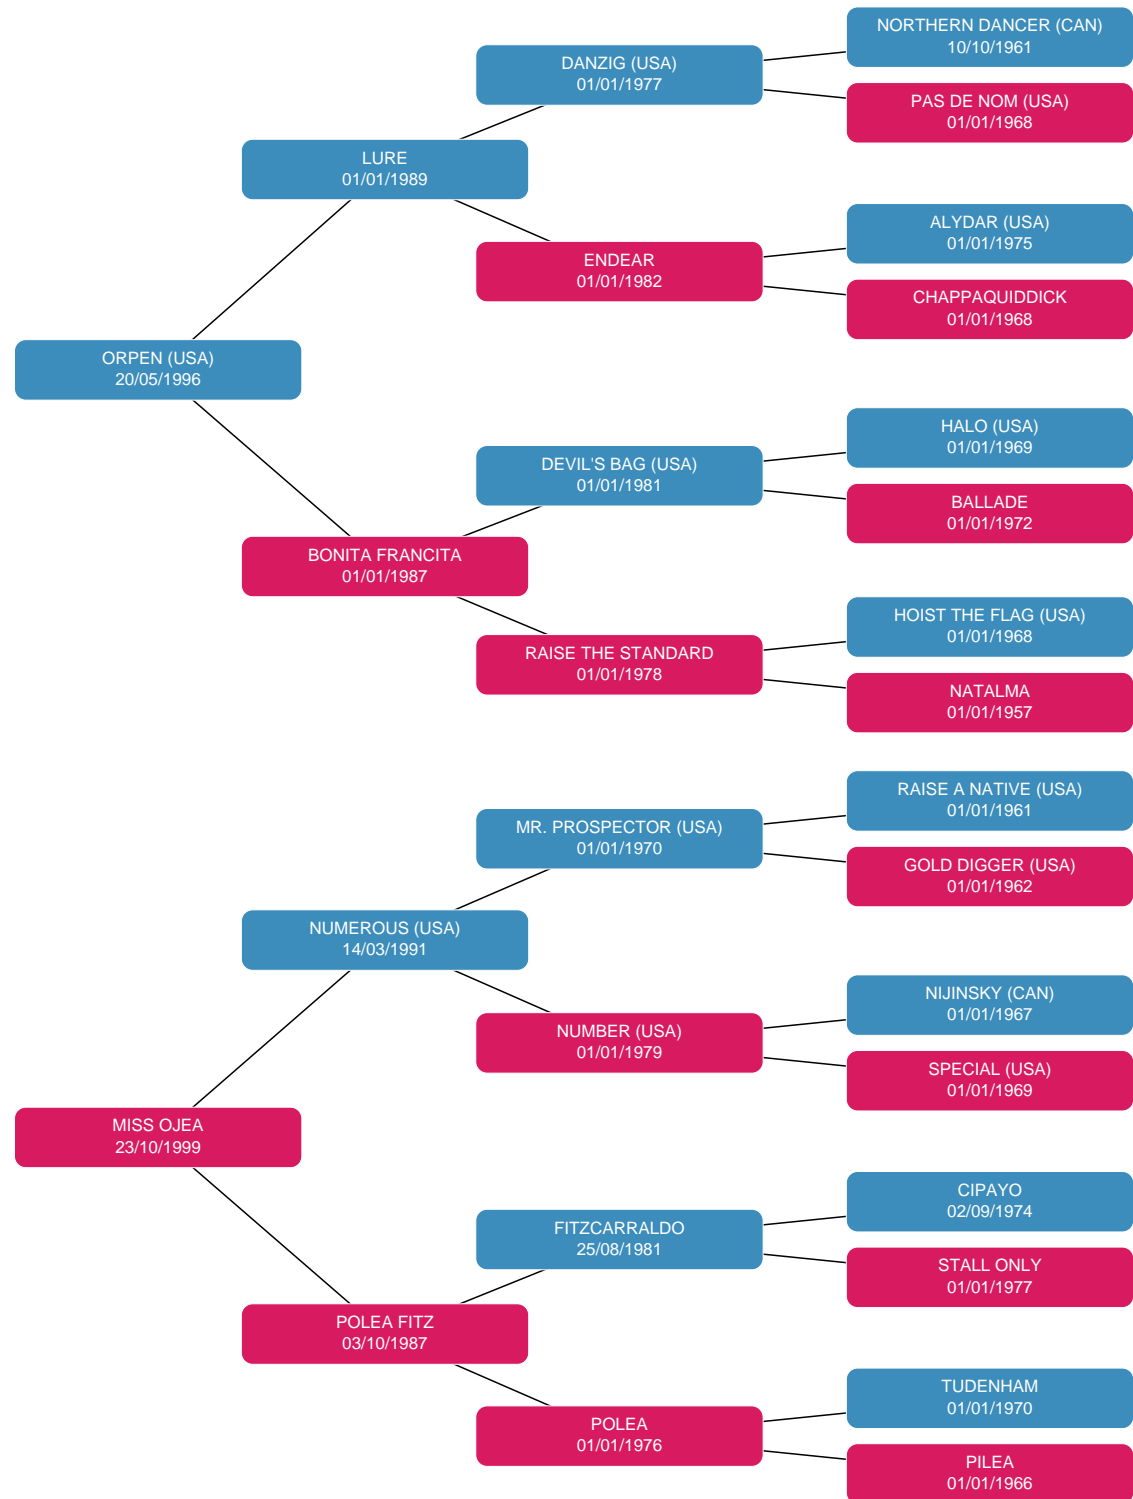 NORTHERN DANCER (CAN)
10/10/1961
DANZIG (USA)
01/01/1977
PAS DE NOM (USA)
01/01/1968
LURE
01/01/1989
ALYDAR (USA)
01/01/1975
ENDEAR
01/01/1982
CHAPPAQUIDDICK
01/01/1968
ORPEN (USA)
20/05/1996
HALO (USA)
01/01/1969
DEVIL'S BAG (USA)
01/01/1981
BALLADE
01/01/1972
BONITA FRANCITA
01/01/1987
HOIST THE FLAG (USA)
01/01/1968
RAISE THE STANDARD
01/01/1978
NATALMA
01/01/1957
RAISE A NATIVE (USA)
01/01/1961
MR. PROSPECTOR (USA)
01/01/1970
GOLD DIGGER (USA)
01/01/1962
NUMEROUS (USA)
14/03/1991
NIJINSKY (CAN)
01/01/1967
NUMBER (USA)
01/01/1979
SPECIAL (USA)
01/01/1969
MISS OJEA
23/10/1999
CIPAYO
02/09/1974
FITZCARRALDO
25/08/1981
STALL ONLY
01/01/1977
POLEA FITZ
03/10/1987
TUDENHAM
01/01/1970
POLEA
01/01/1976
PILEA
01/01/1966